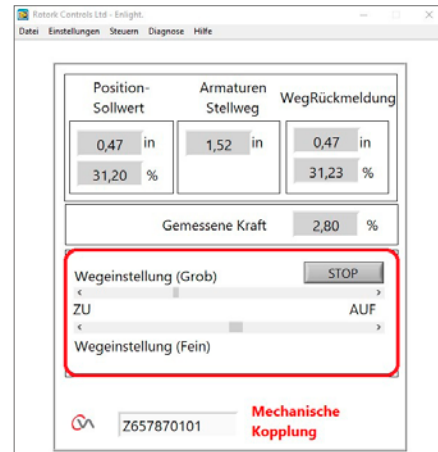 Rotork Controls Ltd - Enlight.
Datei Einstellungen Steuern Diagnose Hilfe
Position-
Sollwert
Armaturen
Stellweg
WegRückmeldung
0,47 in
1,52 in
0,47 in
31,20 %
31,23 %
Gemessene Kraft 2,80 %
Wegeinstellung (Grob) STOP
ZU AUF
Wegeinstellung (Fein)
Z657870101
Mechanische
Kopplung